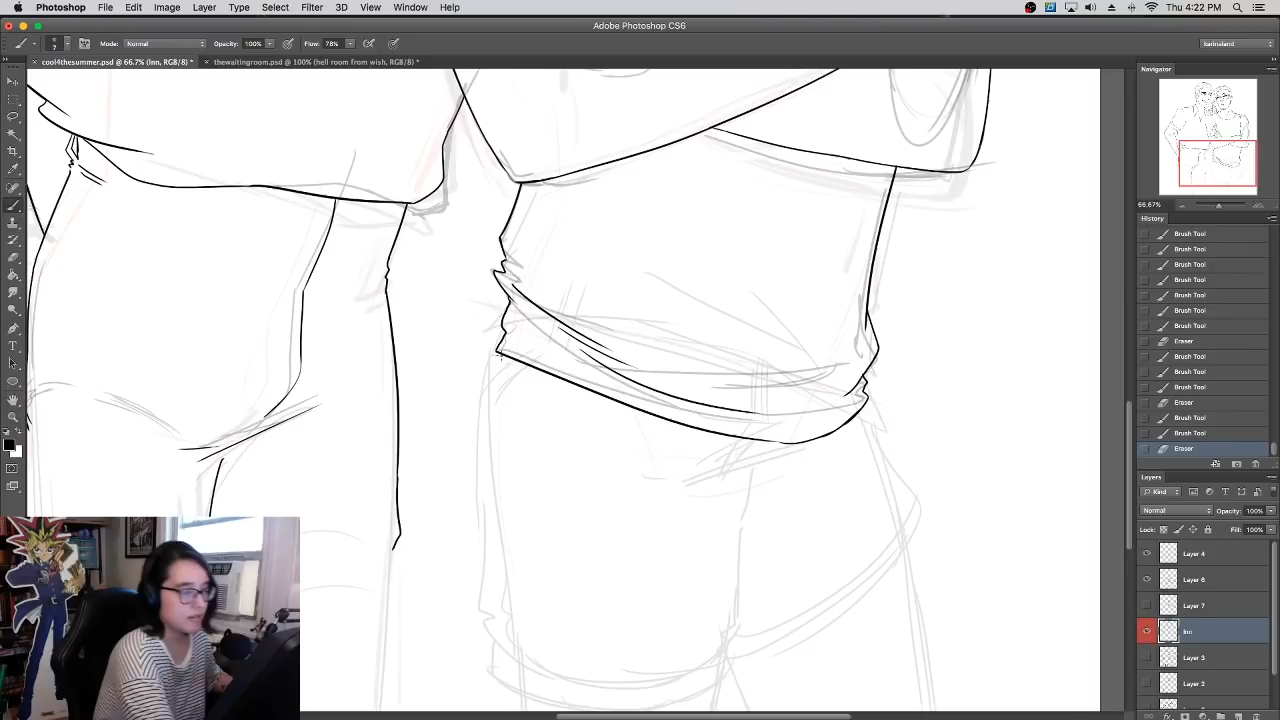 Photoshop File Edit Image Layer Type Select Filter 3D View Window Help Thu 4:22 PM
Adobe Photoshop CS6
7 Mode: Normal Opacity: 100% Flow: 78% karinaland
cool4thesummer.psd @ 66.7% (lnn, RGB/8) * thewaitingroom.psd @ 100% (hell room from wish, RGB/8) *
Navigator
66.67%
History
Brush Tool
Brush Tool
Brush Tool
Brush Tool
Brush Tool
Brush Tool
Brush Tool
Eraser
Brush Tool
Brush Tool
Brush Tool
Eraser
Brush Tool
Brush Tool
Eraser
Layers
Kind
Normal Opacity: 100%
Lock: Fill: 100%
Layer 4
Layer 6
Layer 7
lnn
Layer 3
Layer 2